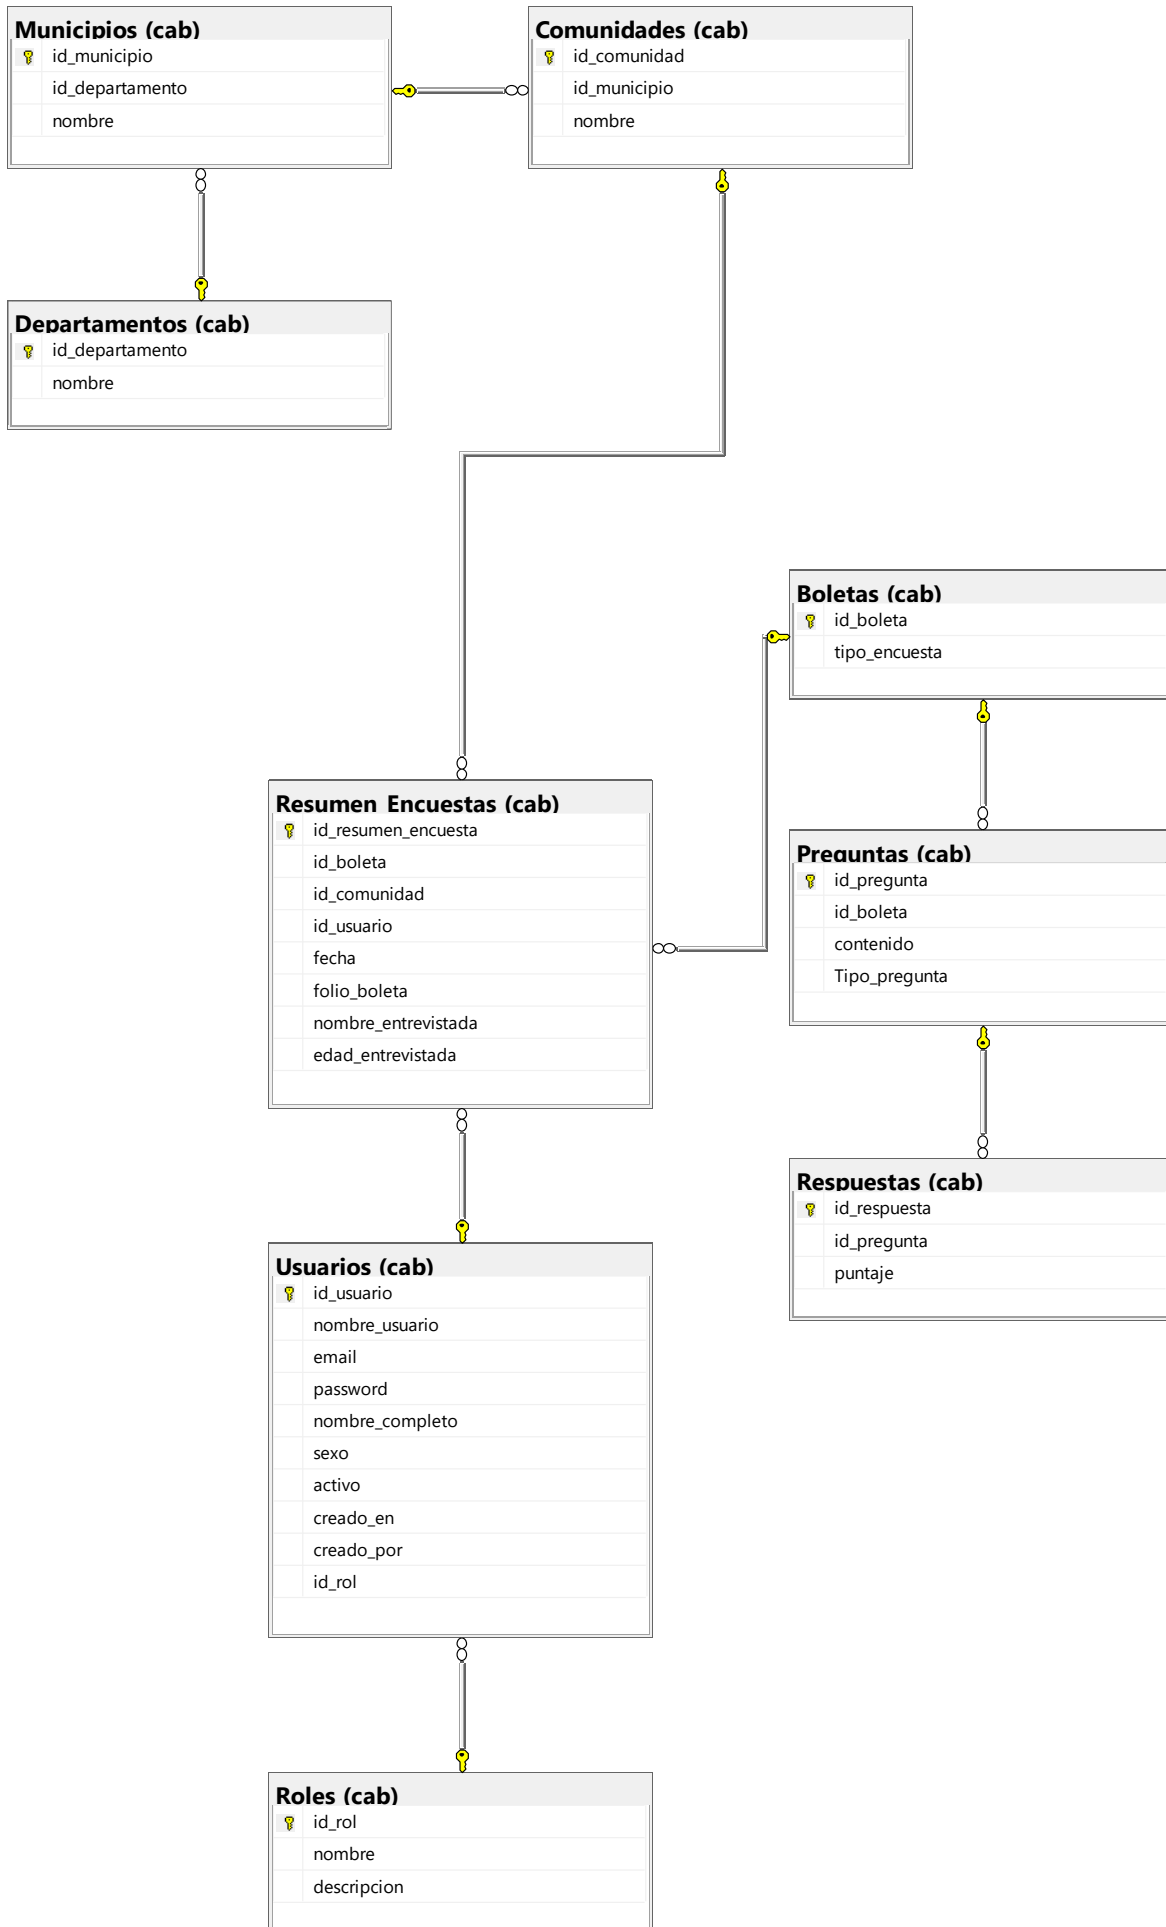 Municipios (cab)
id_municipio
id_departamento
nombre
Comunidades (cab)
id_comunidad
id_municipio
nombre
Departamentos (cab)
id_departamento
nombre
Boletas (cab)
id_boleta
tipo_encuesta
Resumen_Encuestas (cab)
id_resumen_encuesta
id_boleta
id_comunidad
id_usuario
fecha
folio_boleta
nombre_entrevistada
edad_entrevistada
Preguntas (cab)
id_pregunta
id_boleta
contenido
Tipo_pregunta
Respuestas (cab)
id_respuesta
id_pregunta
puntaje
Usuarios (cab)
id_usuario
nombre_usuario
email
password
nombre_completo
sexo
activo
creado_en
creado_por
id_rol
Roles (cab)
id_rol
nombre
descripcion